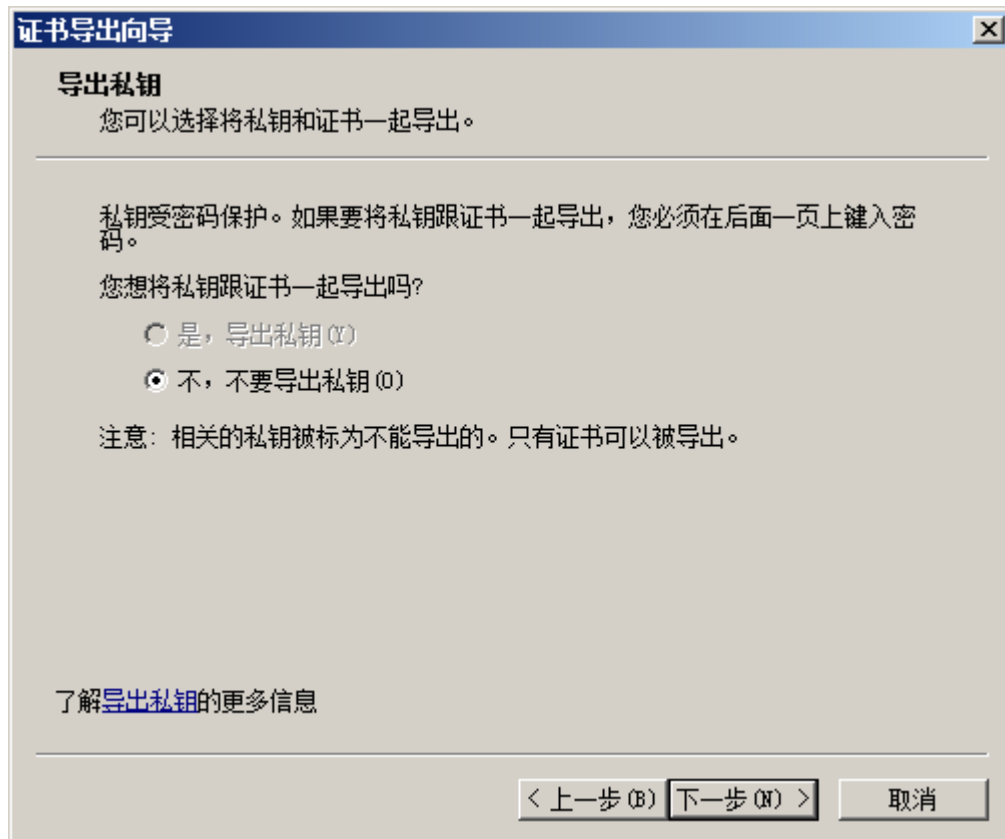 证书导出向导
导出私钥
您可以选择将私钥和证书一起导出。
私钥受密码保护。如果要将私钥跟证书一起导出，您必须在后面一页上键入密
码。
您想将私钥跟证书一起导出吗?
是，导出私钥(Y)
不，不要导出私钥(O)
注意: 相关的私钥被标为不能导出的。只有证书可以被导出。
了解导出私钥的更多信息
< 上一步(B) 下一步(N) > 取消